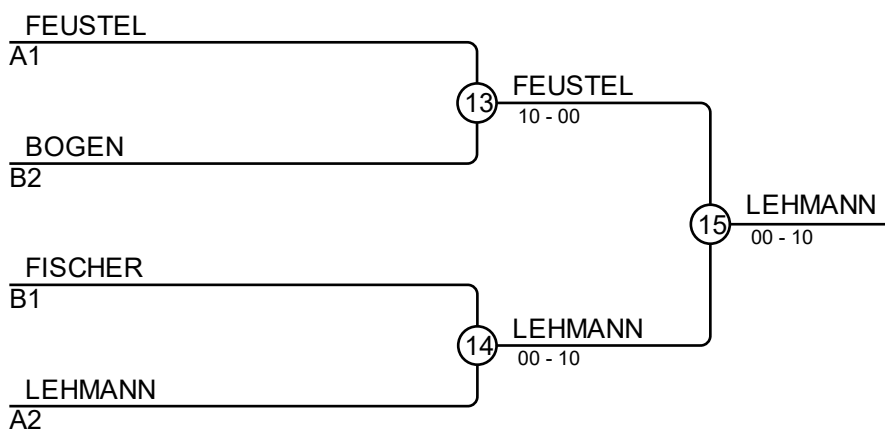 FEUSTEL
A1
13
FEUSTEL
10 - 00
BOGEN
B2
15
LEHMANN
00 - 10
FISCHER
B1
14
LEHMANN
00 - 10
LEHMANN
A2